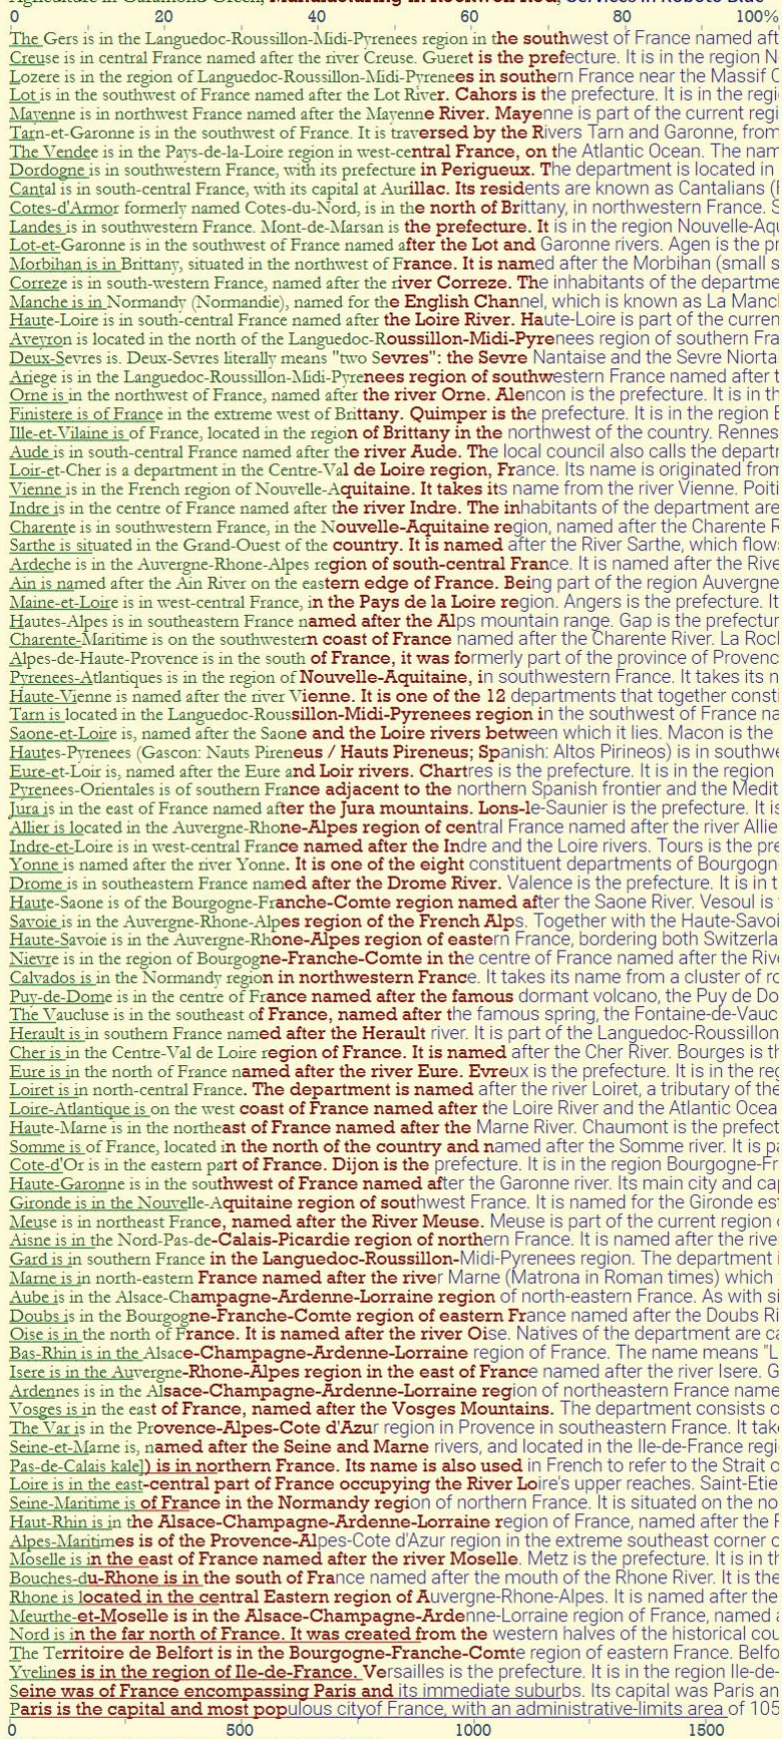 0 20 40 60 80 100%
The Gers is in the Languedoc-Roussillon-Midi-Pyrenees region in the southwest of France named aft
Creuse is in central France named after the river Creuse. Gueret is the prefecture. It is in the region N
Lozere is in the region of Languedoc-Roussillon-Midi-Pyrenees in southern France near the Massif C
Lot is in the southwest of France named after the Lot River. Cahors is the prefecture. It is in the regi
Mayenne is in northwest France named after the Mayenne River. Mayenne is part of the current regi
Tarn-et-Garonne is in the southwest of France. It is traversed by the Rivers Tarn and Garonne, from
The Vendee is in the Pays-de-la-Loire region in west-central France, on the Atlantic Ocean. The nam
Dordogne is in southwestern France, with its prefecture in Perigueux. The department is located in
Cantal is in south-central France, with its capital at Aurillac. Its residents are known as Cantalians (
Cotes-d'Armor formerly named Cotes-du-Nord, is in the north of Brittany, in northwestern France. S
Landes is in southwestern France. Mont-de-Marsan is the prefecture. It is in the region Nouvelle-Aqu
Lot-et-Garonne is in the southwest of France named after the Lot and Garonne rivers. Agen is the pr
Morbihan is in Brittany, situated in the northwest of France. It is named after the Morbihan (small s
Correze is in south-western France, named after the river Correze. The inhabitants of the departme
Manche is in Normandy (Normandie), named for the English Channel, which is known as La Manc
Haute-Loire is in south-central France named after the Loire River. Haute-Loire is part of the curren
Aveyron is located in the north of the Languedoc-Roussillon-Midi-Pyrenees region of southern Fra
Deux-Sevres is. Deux-Sevres literally means "two Sevres": the Sevre Nantaise and the Sevre Niorta
Ariege is in the Languedoc-Roussillon-Midi-Pyrenees region of southwestern France named after t
Orne is in the northwest of France, named after the river Orne. Alencon is the prefecture. It is in th
Finistere is of France in the extreme west of Brittany. Quimper is the prefecture. It is in the region B
Ille-et-Vilaine is of France, located in the region of Brittany in the northwest of the country. Rennes
Aude is in south-central France named after the river Aude. The local council also calls the departr
Loir-et-Cher is a department in the Centre-Val de Loire region, France. Its name is originated from
Vienne is in the French region of Nouvelle-Aquitaine. It takes its name from the river Vienne. Poiti
Indre is in the centre of France named after the river Indre. The inhabitants of the department are
Charente is in southwestern France, in the Nouvelle-Aquitaine region, named after the Charente R
Sarthe is situated in the Grand-Ouest of the country. It is named after the River Sarthe, which flow
Ardeche is in the Auvergne-Rhone-Alpes region of south-central France. It is named after the Rive
Ain is named after the Ain River on the eastern edge of France. Being part of the region Auvergne
Maine-et-Loire is in west-central France, in the Pays de la Loire region. Angers is the prefecture. It
Hautes-Alpes is in southeastern France named after the Alps mountain range. Gap is the prefectur
Charente-Maritime is on the southwestern coast of France named after the Charente River. La Rocl
Alpes-de-Haute-Provence is in the south of France, it was formerly part of the province of Provenc
Pyrenees-Atlantiques is in the region of Nouvelle-Aquitaine, in southwestern France. It takes its n
Haute-Vienne is named after the river Vienne. It is one of the 12 departments that together consti
Tarn is located in the Languedoc-Roussillon-Midi-Pyrenees region in the southwest of France na
Saone-et-Loire is, named after the Saone and the Loire rivers between which it lies. Macon is the
Hautes-Pyrenees (Gascon: Nauts Pireneus / Hauts Pireneus; Spanish: Altos Pirineos) is in southwe
Eure-et-Loir is, named after the Eure and Loir rivers. Chartres is the prefecture. It is in the region
Pyrenees-Orientales is of southern France adjacent to the northern Spanish frontier and the Medit
Jura is in the east of France named after the Jura mountains. Lons-le-Saunier is the prefecture. It is
Allier is located in the Auvergne-Rhone-Alpes region of central France named after the river Allie
Indre-et-Loire is in west-central France named after the Indre and the Loire rivers. Tours is the pre
Yonne is named after the river Yonne. It is one of the eight constituent departments of Bourgogn
Drome is in southeastern France named after the Drome River. Valence is the prefecture. It is in t
Haute-Saone is of the Bourgogne-Franche-Comte region named after the Saone River. Vesoul is
Savoie is in the Auvergne-Rhone-Alpes region of the French Alps. Together with the Haute-Savoi
Haute-Savoie is in the Auvergne-Rhone-Alpes region of eastern France, bordering both Switzerla
Nievre is in the region of Bourgogne-Franche-Comte in the centre of France named after the Rive
Calvados is in the Normandy region in northwestern France. It takes its name from a cluster of ro
Puy-de-Dome is in the centre of France named after the famous dormant volcano, the Puy de Do
The Vaucluse is in the southeast of France, named after the famous spring, the Fontaine-de-Vauc
Herault is in southern France named after the Herault river. It is part of the Languedoc-Roussillon
Cher is in the Centre-Val de Loire region of France. It is named after the Cher River. Bourges is th
Eure is in the north of France named after the river Eure. Evreux is the prefecture. It is in the reg
Loiret is in north-central France. The department is named after the river Loiret, a tributary of the
Loire-Atlantique is on the west coast of France named after the Loire River and the Atlantic Ocea
Haute-Marne is in the northeast of France named after the Marne River. Chaumont is the prefect
Somme is of France, located in the north of the country and named after the Somme river. It is pa
Cote-d'Or is in the eastern part of France. Dijon is the prefecture. It is in the region Bourgogne-Fr
Haute-Garonne is in the southwest of France named after the Garonne river. Its main city and cap
Gironde is in the Nouvelle-Aquitaine region of southwest France. It is named for the Gironde es
Meuse is in northeast France, named after the River Meuse. Meuse is part of the current region
Aisne is in the Nord-Pas-de-Calais-Picardie region of northern France. It is named after the rive
Gard is in southern France in the Languedoc-Roussillon-Midi-Pyrenees region. The department i
Marne is in north-eastern France named after the river Marne (Matrona in Roman times) which
Aube is in the Alsace-Champagne-Ardenne-Lorraine region of north-eastern France. As with si
Doubs is in the Bourgogne-Franche-Comte region of eastern France named after the Doubs Ri
Oise is in the north of France. It is named after the river Oise. Natives of the department are ca
Bas-Rhin is in the Alsace-Champagne-Ardenne-Lorraine region of France. The name means "L
Isere is in the Auvergne-Rhone-Alpes region in the east of France named after the river Isere. G
Ardennes is in the Alsace-Champagne-Ardenne-Lorraine region of northeastern France name
Vosges is in the east of France, named after the Vosges Mountains. The department consists o
The Var is in the Provence-Alpes-Cote d'Azur region in Provence in southeastern France. It tak
Seine-et-Marne is, named after the Seine and Marne rivers, and located in the Ile-de-France regi
Pas-de-Calais kale]) is in northern France. Its name is also used in French to refer to the Strait o
Loire is in the east-central part of France occupying the River Loire's upper reaches. Saint-Etie
Seine-Maritime is of France in the Normandy region of northern France. It is situated on the no
Haut-Rhin is in the Alsace-Champagne-Ardenne-Lorraine region of France, named after the F
Alpes-Maritimes is of the Provence-Alpes-Cote d'Azur region in the extreme southeast corner o
Moselle is in the east of France named after the river Moselle. Metz is the prefecture. It is in th
Bouches-du-Rhone is in the south of France named after the mouth of the Rhone River. It is the
Rhone is located in the central Eastern region of Auvergne-Rhone-Alpes. It is named after the
Meurthe-et-Moselle is in the Alsace-Champagne-Ardenne-Lorraine region of France, named a
Nord is in the far north of France. It was created from the western halves of the historical cou
The Territoire de Belfort is in the Bourgogne-Franche-Comte region of eastern France. Belfo
Yvelines is in the region of Ile-de-France. Versailles is the prefecture. It is in the region Ile-de-
Seine was of France encompassing Paris and its immediate suburbs. Its capital was Paris an
Paris is the capital and most populous cityof France, with an administrative-limits area of 105
0 500 1000 1500